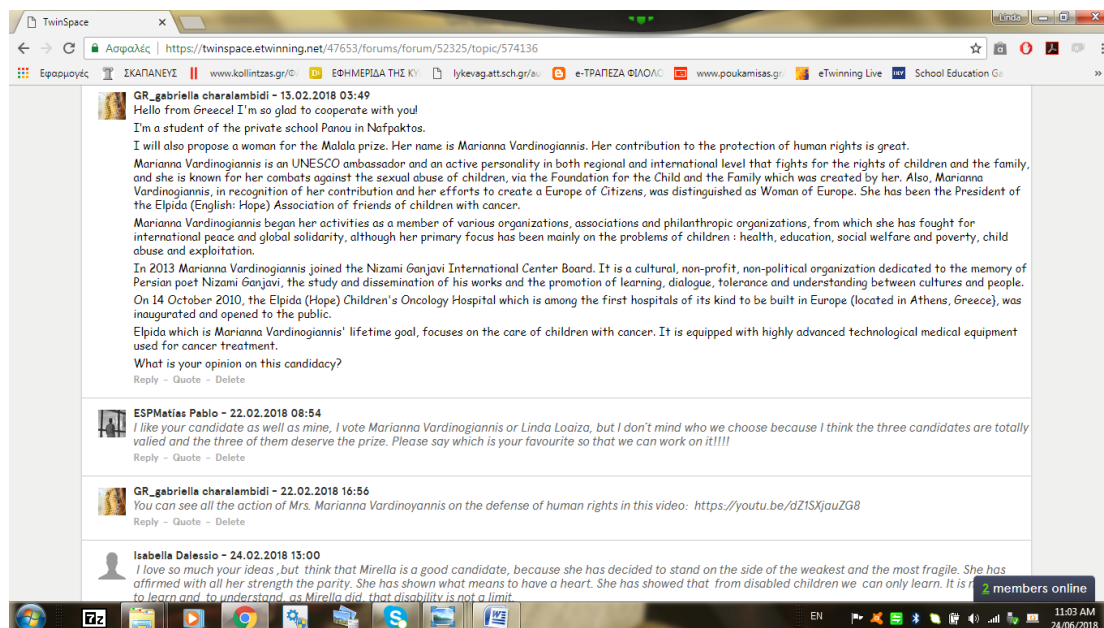 TwinSpace
Linda
Ασφαλές | https://twinspace.etwinning.net/47653/forums/forum/52325/topic/574136
Εφαρμογές ΣΚΑΠΑΝΕΥΣ www.kollintzas.gr/Φ/ ΕΦΗΜΕΡΙΔΑ ΤΗΣ ΚΥ lykevag.att.sch.gr/au e-ΤΡΑΠΕΖΑ ΦΙΛΟΛΟ www.poukamisas.gr/ eTwinning Live School Education Ga »
GR_gabriella charalambidi - 13.02.2018 03:49
Hello from Greece! I'm so glad to cooperate with you!
I'm a student of the private school Panou in Nafpaktos.
I will also propose a woman for the Malala prize. Her name is Marianna Vardinogiannis. Her contribution to the protection of human rights is great.
Marianna Vardinogiannis is an UNESCO ambassador and an active personality in both regional and international level that fights for the rights of children and the family,
and she is known for her combats against the sexual abuse of children, via the Foundation for the Child and the Family which was created by her. Also, Marianna
Vardinogiannis, in recognition of her contribution and her efforts to create a Europe of Citizens, was distinguished as Woman of Europe. She has been the President of
the Elpida (English: Hope) Association of friends of children with cancer.
Marianna Vardinogiannis began her activities as a member of various organizations, associations and philanthropic organizations, from which she has fought for
international peace and global solidarity, although her primary focus has been mainly on the problems of children : health, education, social welfare and poverty, child
abuse and exploitation.
In 2013 Marianna Vardinogiannis joined the Nizami Ganjavi International Center Board. It is a cultural, non-profit, non-political organization dedicated to the memory of
Persian poet Nizami Ganjavi, the study and dissemination of his works and the promotion of learning, dialogue, tolerance and understanding between cultures and people.
On 14 October 2010, the Elpida (Hope) Children's Oncology Hospital which is among the first hospitals of its kind to be built in Europe (located in Athens, Greece}, was
inaugurated and opened to the public.
Elpida which is Marianna Vardinogiannis' lifetime goal, focuses on the care of children with cancer. It is equipped with highly advanced technological medical equipment
used for cancer treatment.
What is your opinion on this candidacy?
Reply - Quote - Delete
ESPMatías Pablo - 22.02.2018 08:54
I like your candidate as well as mine, I vote Marianna Vardinogiannis or Linda Loaiza, but I don't mind who we choose because I think the three candidates are totally
valied and the three of them deserve the prize. Please say which is your favourite so that we can work on it!!!!
Reply - Quote - Delete
GR_gabriella charalambidi - 22.02.2018 16:56
You can see all the action of Mrs. Marianna Vardinoyannis on the defense of human rights in this video: https://youtu.be/dZ1SXjauZG8
Reply - Quote - Delete
Isabella Dalessio - 24.02.2018 13:00
I love so much your ideas ,but think that Mirella is a good candidate, because she has decided to stand on the side of the weakest and the most fragile. She has
affirmed with all her strength the parity. She has shown what means to have a heart. She has showed that from disabled children we can only learn. It is
to learn and to understand, as Mirella did, that disability is not a limit.
2 members online
EN
11:03 AM
24/06/2018